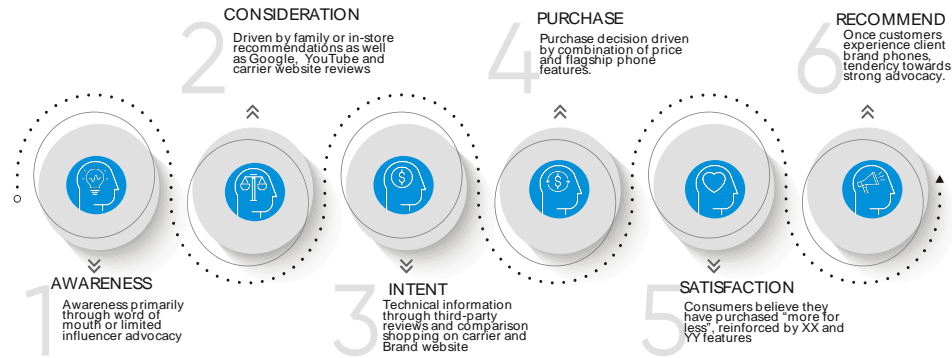 1
AWARENESS
Awareness primarily
through word of
mouth or limited
influencer advocacy
2
CONSIDERATION
Driven by family or in-store
recommendations as well
as Google, YouTube and
carrier website reviews
3
INTENT
Technical information
through third-party
reviews and comparison
shopping on carrier and
Brand website
$
4
PURCHASE
Purchase decision driven
by combination of price
and flagship phone
features.
$
5
SATISFACTION
Consumers believe they
have purchased “more for
less”, reinforced by XX and
YY features
6
RECOMMEND
Once customers
experience client
brand phones,
tendency towards
strong advocacy.